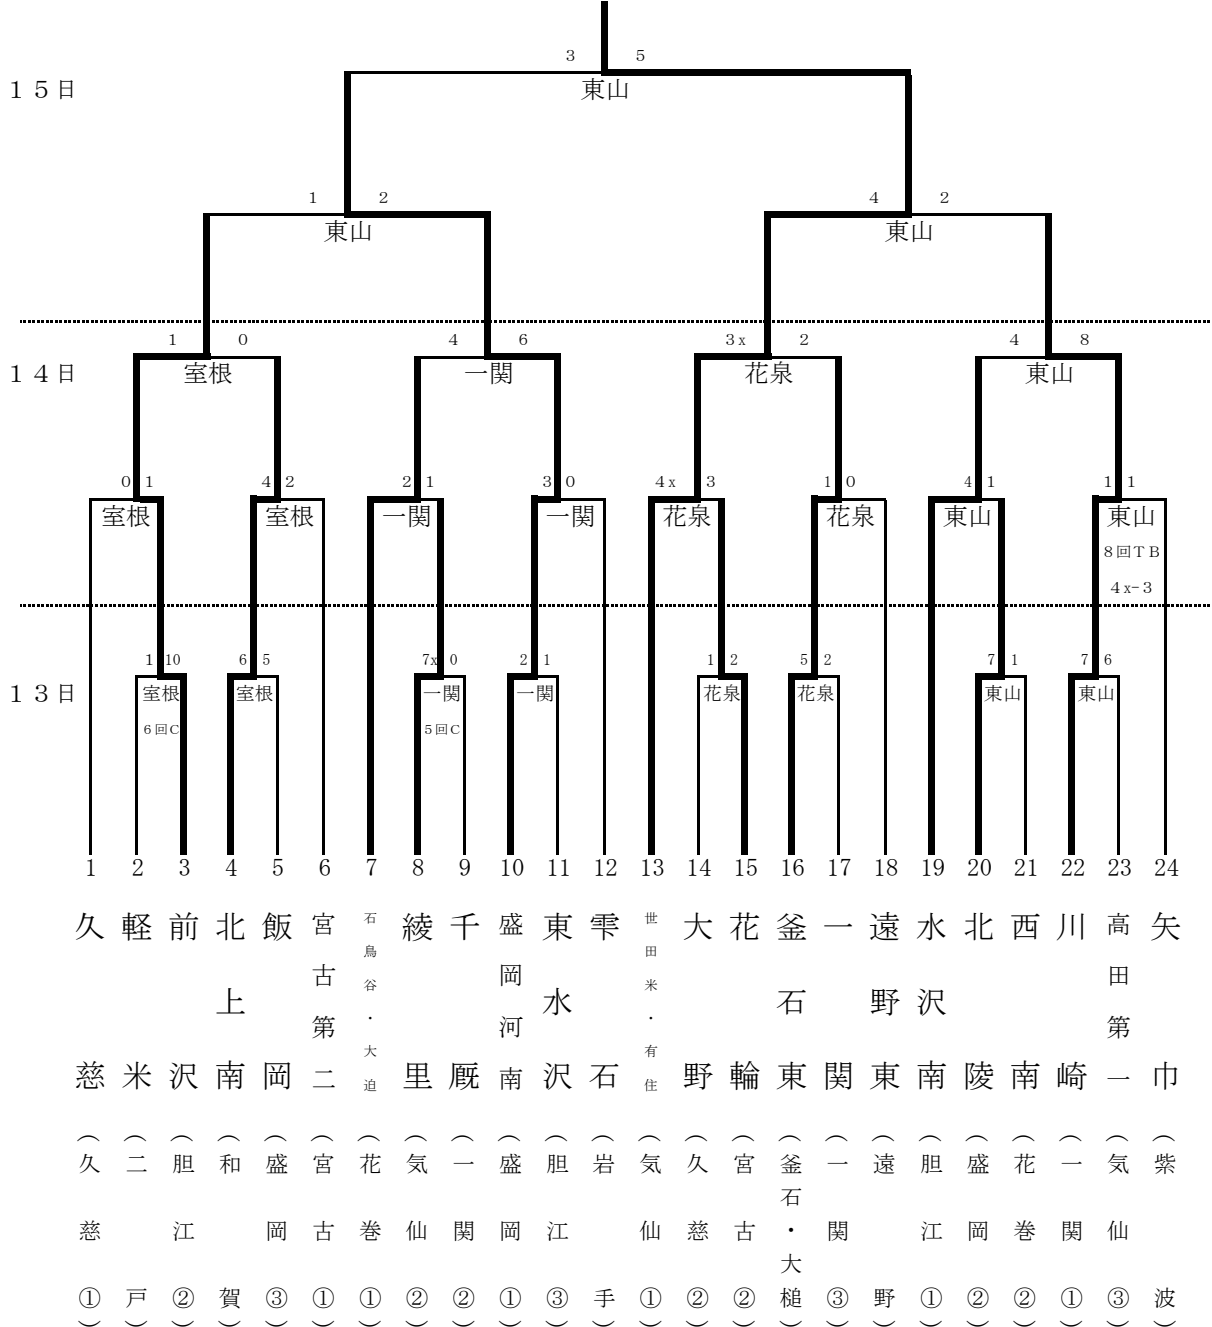 ３ ５
１５日
東山
１ ２ ４ ２
東山 東山
１ ０ ４ ６ ３x ２ ４ ８
１４日
室根 一関 花泉 東山
０ １ ４ ２ ２ １ ３ ０ ４x ３ １ ０ ４ １ １ １
室根 室根 一関 一関 花泉 花泉 東山 東山
８回ＴＢ
４x-３
1 10 6 5 7x 0 2 1 1 2 5 2 7 1 7 6
１３日
室根 室根 一関 一関 花泉 花泉 東山 東山
６回C ５回C
1 2 3 4 5 6 7 8 9 10 11 12 13 14 15 16 17 18 19 20 21 22 23 24
久慈（久慈①）
軽米（二戸）
前沢（胆江②）
北上南（和賀）
飯岡（盛岡③）
宮古第二（宮古①）
石鳥谷・大迫（花巻①）
綾里（気仙②）
千厩（一関②）
盛岡河南（盛岡①）
東水沢（胆江③）
雫石（岩手）
世田米・有住（気仙①）
大野（久慈②）
花輪（宮古②）
釜石東（釜石・大槌）
一関（一関③）
遠野東（遠野）
水沢南（胆江①）
北陵（盛岡②）
西南（花巻②）
川崎（一関①）
高田第一（気仙③）
矢巾（紫波）